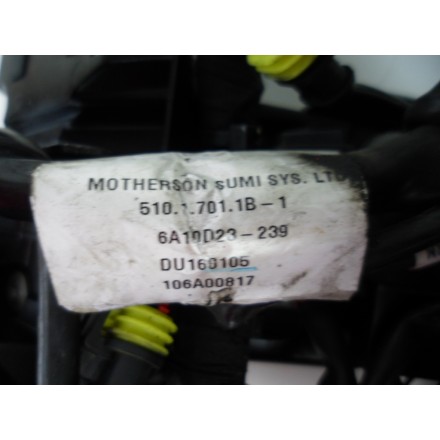 MOTHERSON SUMI SYS. LTD
510.1.701.1B-1
6A10D23-239
DU160105
106A00817